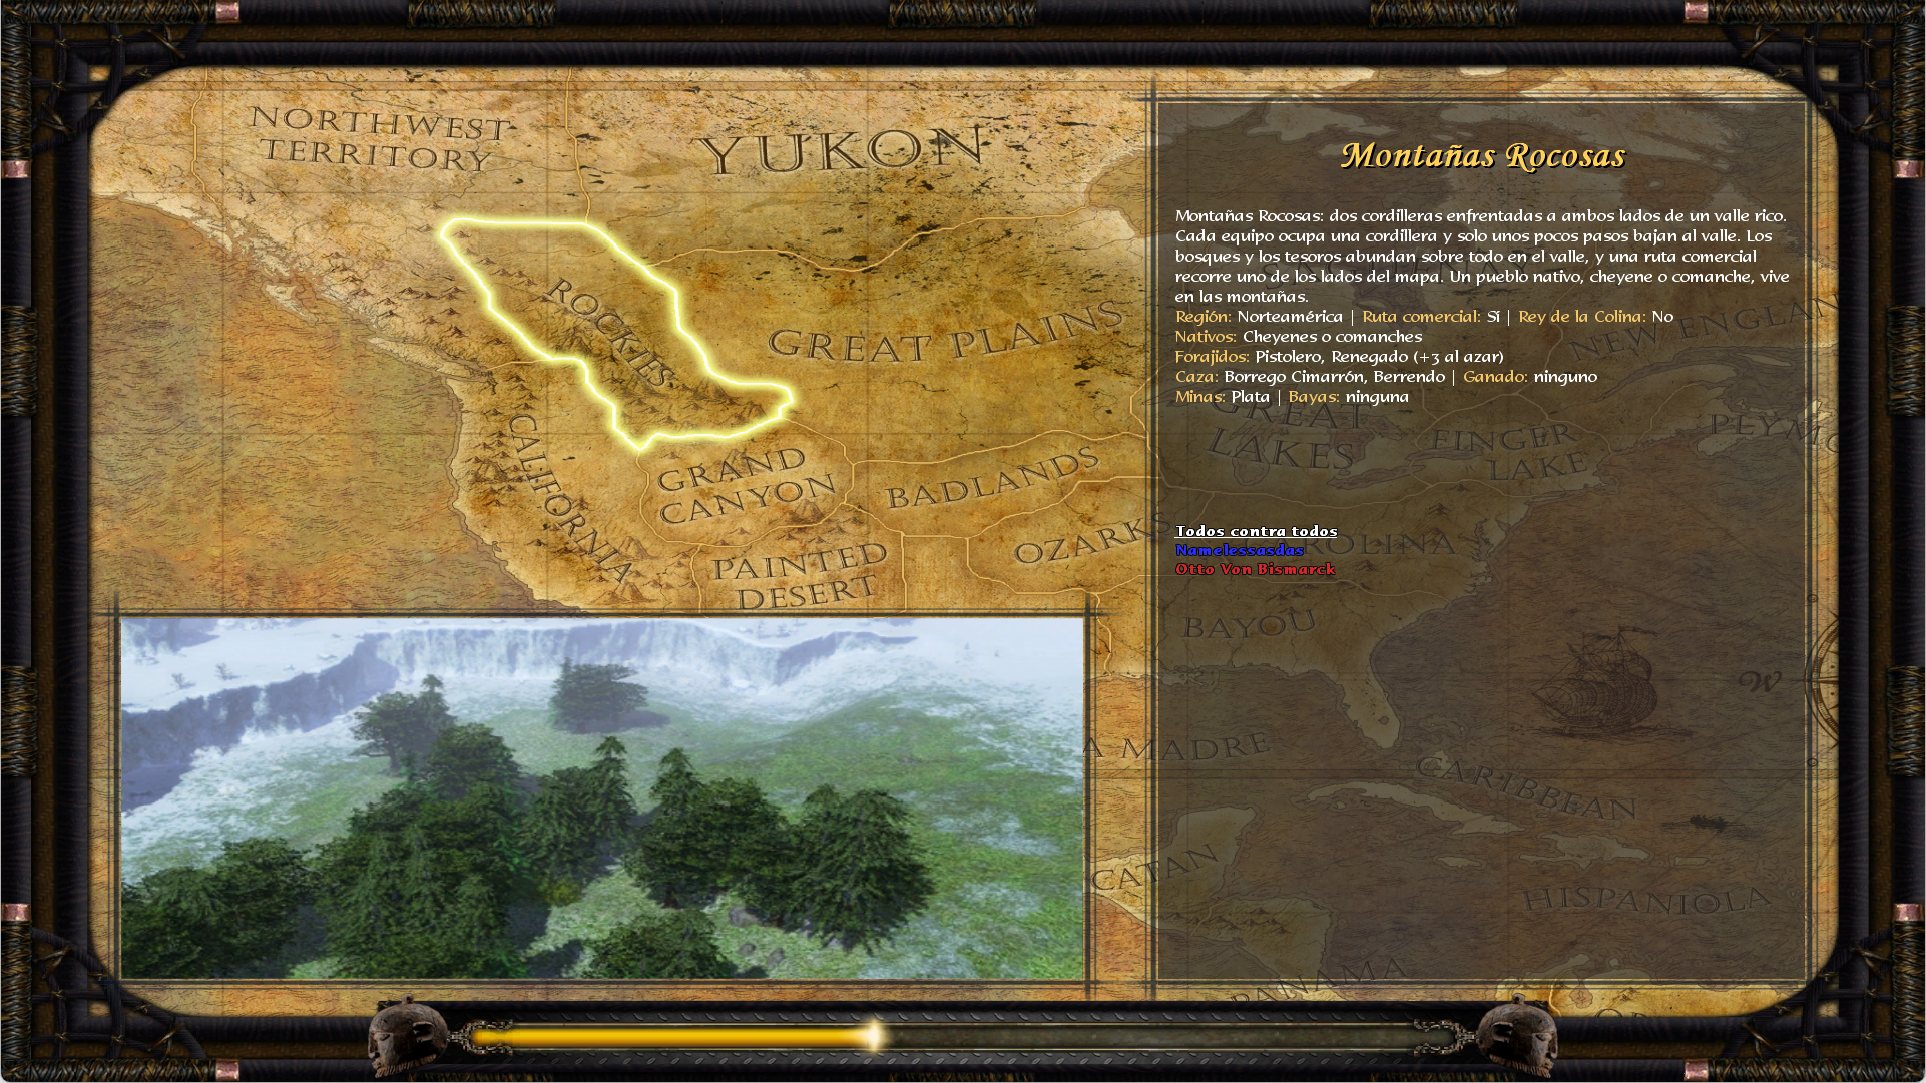 NORTHWEST
TERRITORY
YUKON
ROCKIES
GREAT PLAINS
CALIFORNIA
GRAND
CANYON
BADLANDS
PAINTED
DESERT
OZARKS
Montañas Rocosas
Montañas Rocosas: dos cordilleras enfrentadas a ambos lados de un valle rico.
Cada equipo ocupa una cordillera y solo unos pocos pasos bajan al valle. Los
bosques y los tesoros abundan sobre todo en el valle, y una ruta comercial
recorre uno de los lados del mapa. Un pueblo nativo, cheyene o comanche, vive
en las montañas.
Región: Norteamérica | Ruta comercial: Sí | Rey de la Colina: No
Nativos: Cheyenes o comanches
Forajidos: Pistolero, Renegado (+3 al azar)
Caza: Borrego Cimarrón, Berrendo | Ganado: ninguno
Minas: Plata | Bayas: ninguna
NEW ENGLAN
GREAT
LAKES
FINGER
LAKE
Todos contra todos
Namelessasdas
Otto Von Bismarck
CAROLINA
BAYOU
W
A MADRE
CARIBBEAN
CATAN
HISPANIOLA
PANAMA